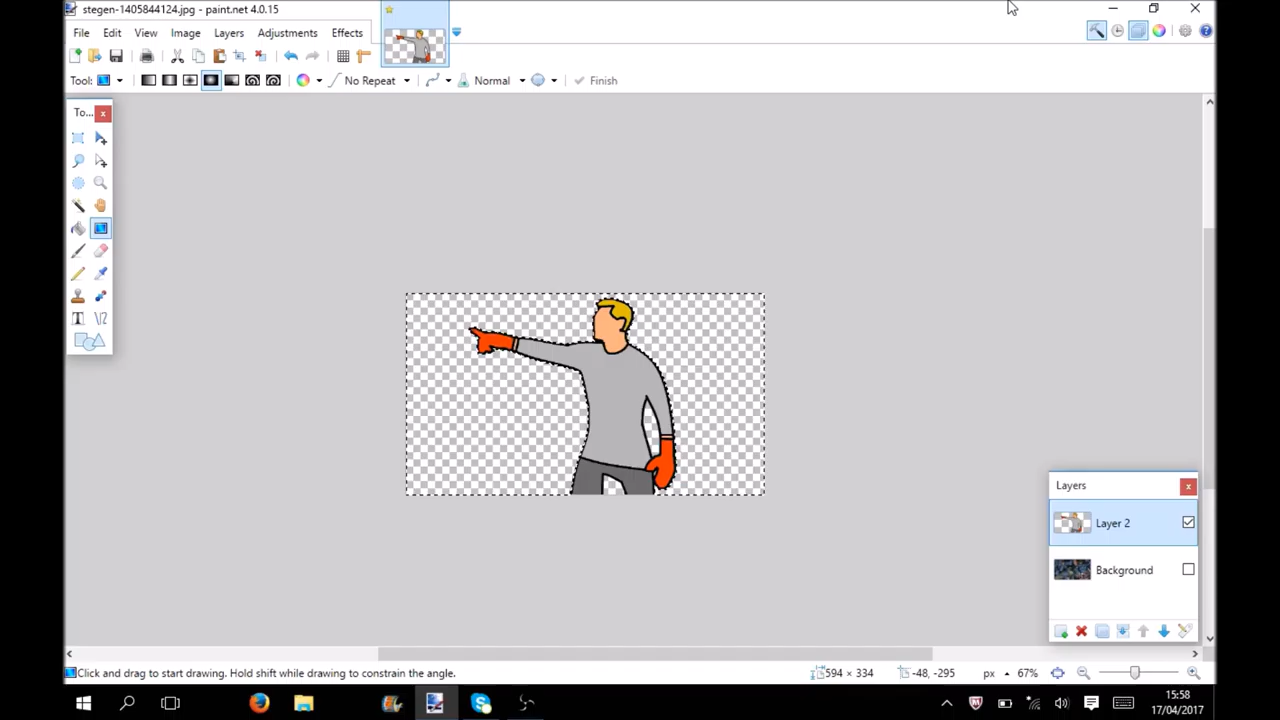 stegen-1405844124.jpg - paint.net 4.0.15
File Edit View Image Layers Adjustments Effects
Tool: No Repeat Normal Finish
To...
Layers
Layer 2
Background
Click and drag to start drawing. Hold shift while drawing to constrain the angle.
594 × 334
-48, -295
px
67%
15:58
17/04/2017